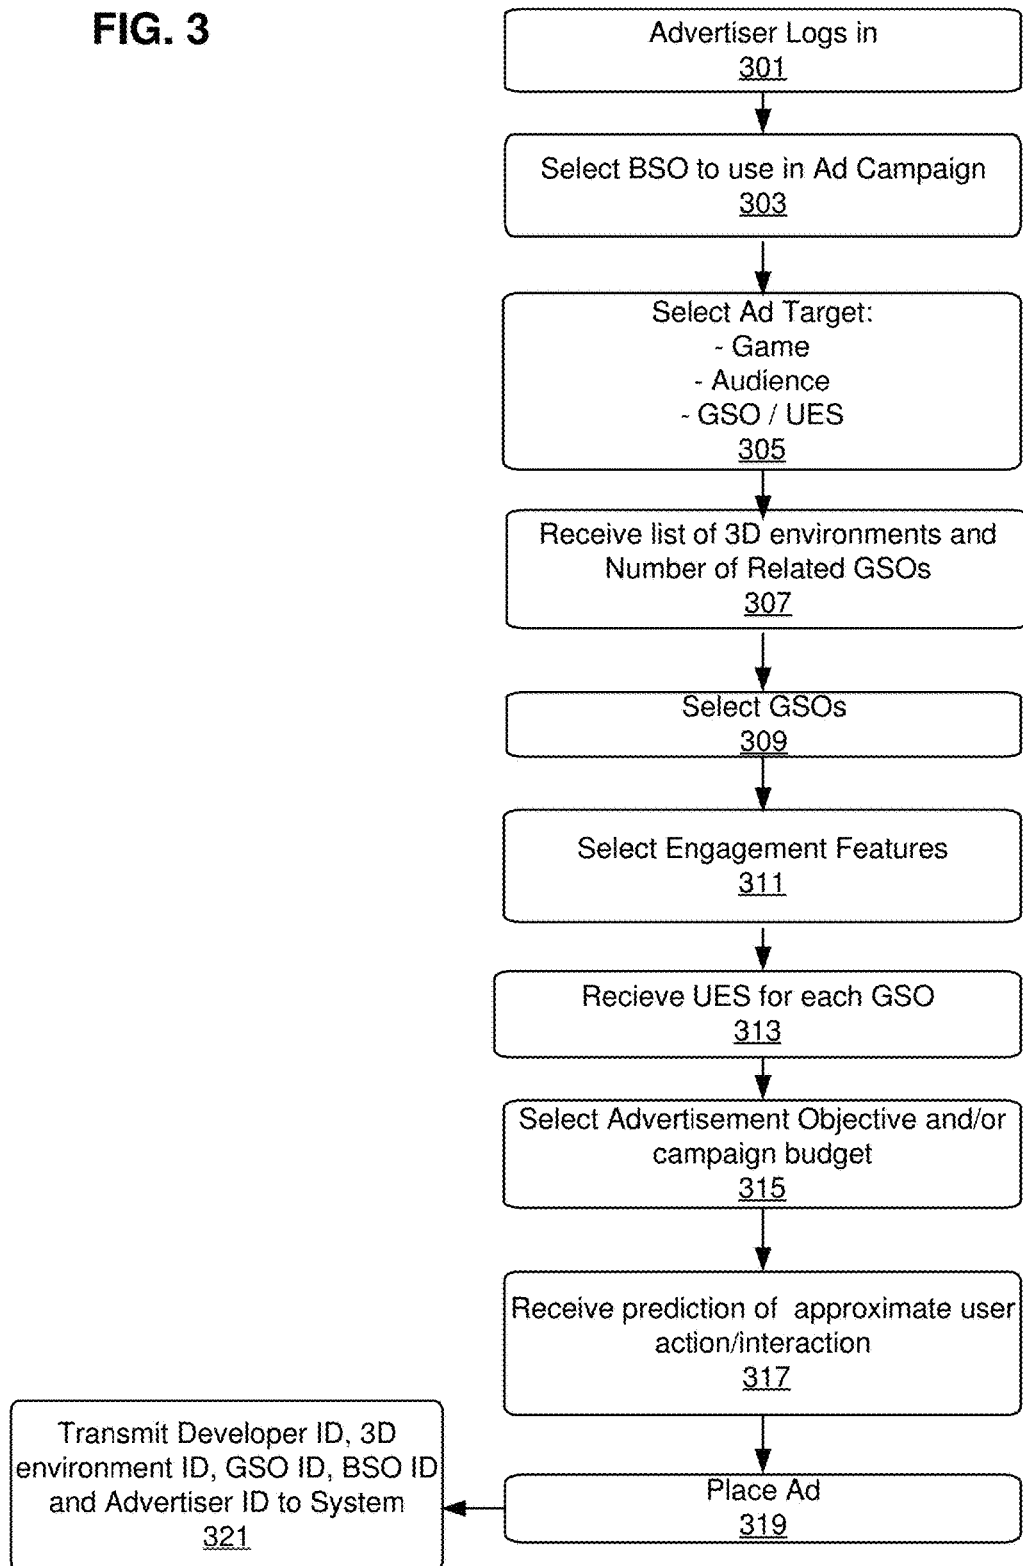 FIG. 3
Advertiser Logs in
301
Select BSO to use in Ad Campaign
303
Select Ad Target:
- Game
- Audience
- GSO / UES
305
Receive list of 3D environments and
Number of Related GSOs
307
Select GSOs
309
Select Engagement Features
311
Recieve UES for each GSO
313
Select Advertisement Objective and/or
campaign budget
315
Receive prediction of approximate user
action/interaction
317
Place Ad
319
Transmit Developer ID, 3D
environment ID, GSO ID, BSO ID
and Advertiser ID to System
321